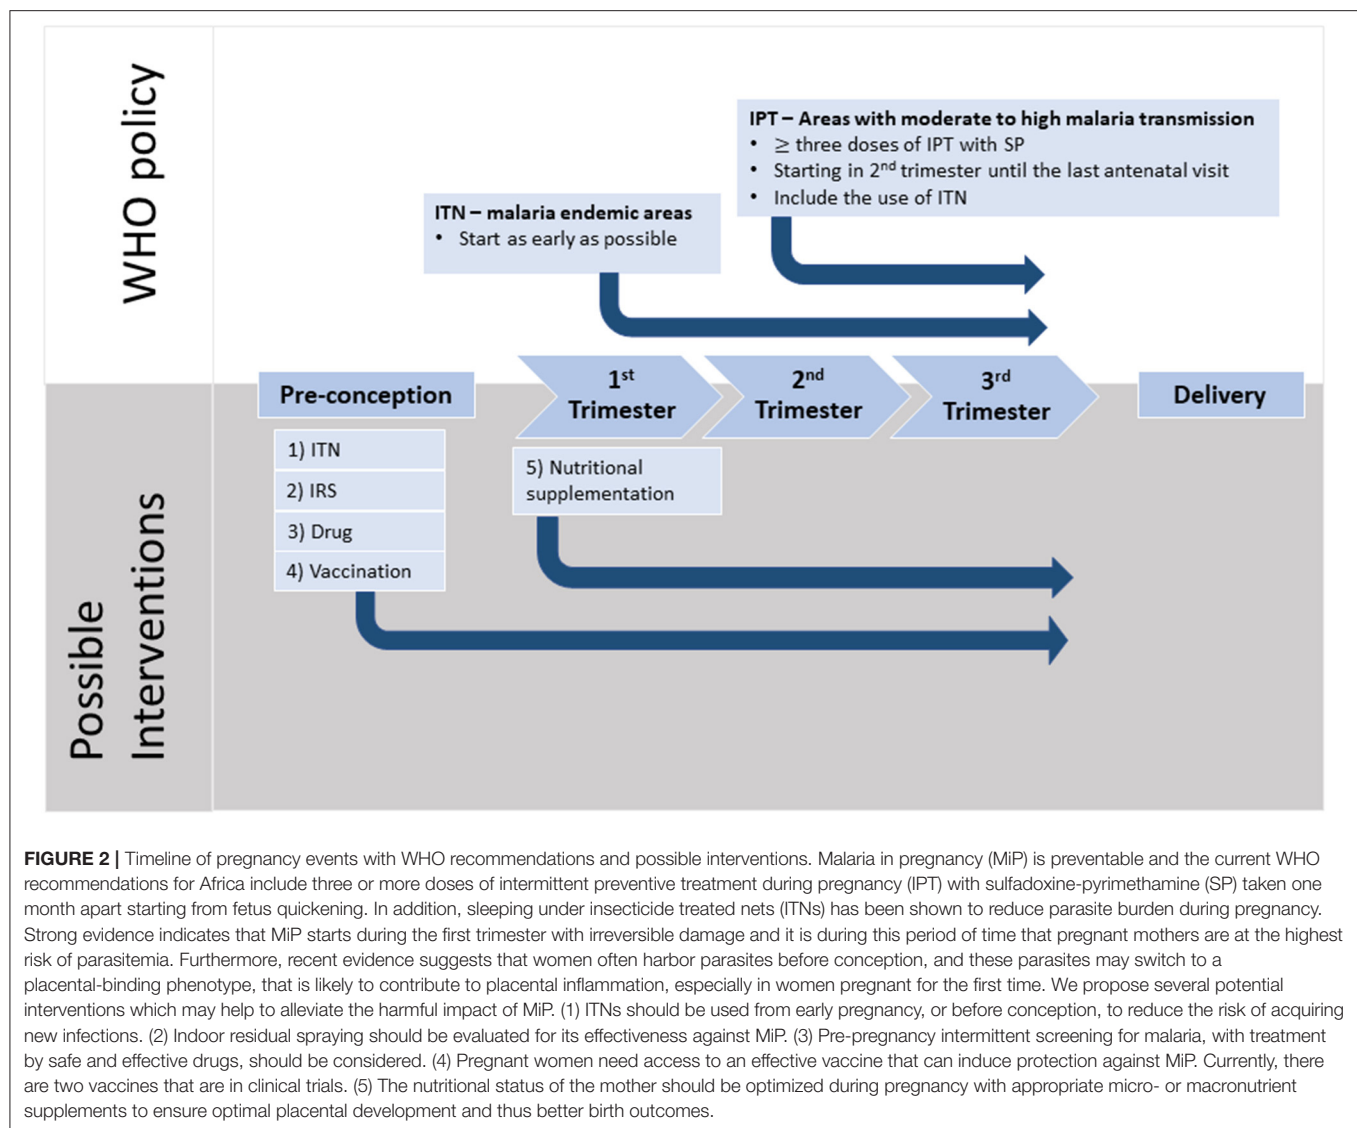 WHO policy
IPT – Areas with moderate to high malaria transmission
• ≥ three doses of IPT with SP
• Starting in 2nd trimester until the last antenatal visit
• Include the use of ITN
ITN – malaria endemic areas
• Start as early as possible
Pre-conception
1st
Trimester
2nd
Trimester
3rd
Trimester
Delivery
Possible
Interventions
1) ITN
2) IRS
3) Drug
4) Vaccination
5) Nutritional
supplementation
FIGURE 2 | Timeline of pregnancy events with WHO recommendations and possible interventions. Malaria in pregnancy (MiP) is preventable and the current WHO
recommendations for Africa include three or more doses of intermittent preventive treatment during pregnancy (IPT) with sulfadoxine-pyrimethamine (SP) taken one
month apart starting from fetus quickening. In addition, sleeping under insecticide treated nets (ITNs) has been shown to reduce parasite burden during pregnancy.
Strong evidence indicates that MiP starts during the first trimester with irreversible damage and it is during this period of time that pregnant mothers are at the highest
risk of parasitemia. Furthermore, recent evidence suggests that women often harbor parasites before conception, and these parasites may switch to a
placental-binding phenotype, that is likely to contribute to placental inflammation, especially in women pregnant for the first time. We propose several potential
interventions which may help to alleviate the harmful impact of MiP. (1) ITNs should be used from early pregnancy, or before conception, to reduce the risk of acquiring
new infections. (2) Indoor residual spraying should be evaluated for its effectiveness against MiP. (3) Pre-pregnancy intermittent screening for malaria, with treatment
by safe and effective drugs, should be considered. (4) Pregnant women need access to an effective vaccine that can induce protection against MiP. Currently, there
are two vaccines that are in clinical trials. (5) The nutritional status of the mother should be optimized during pregnancy with appropriate micro- or macronutrient
supplements to ensure optimal placental development and thus better birth outcomes.